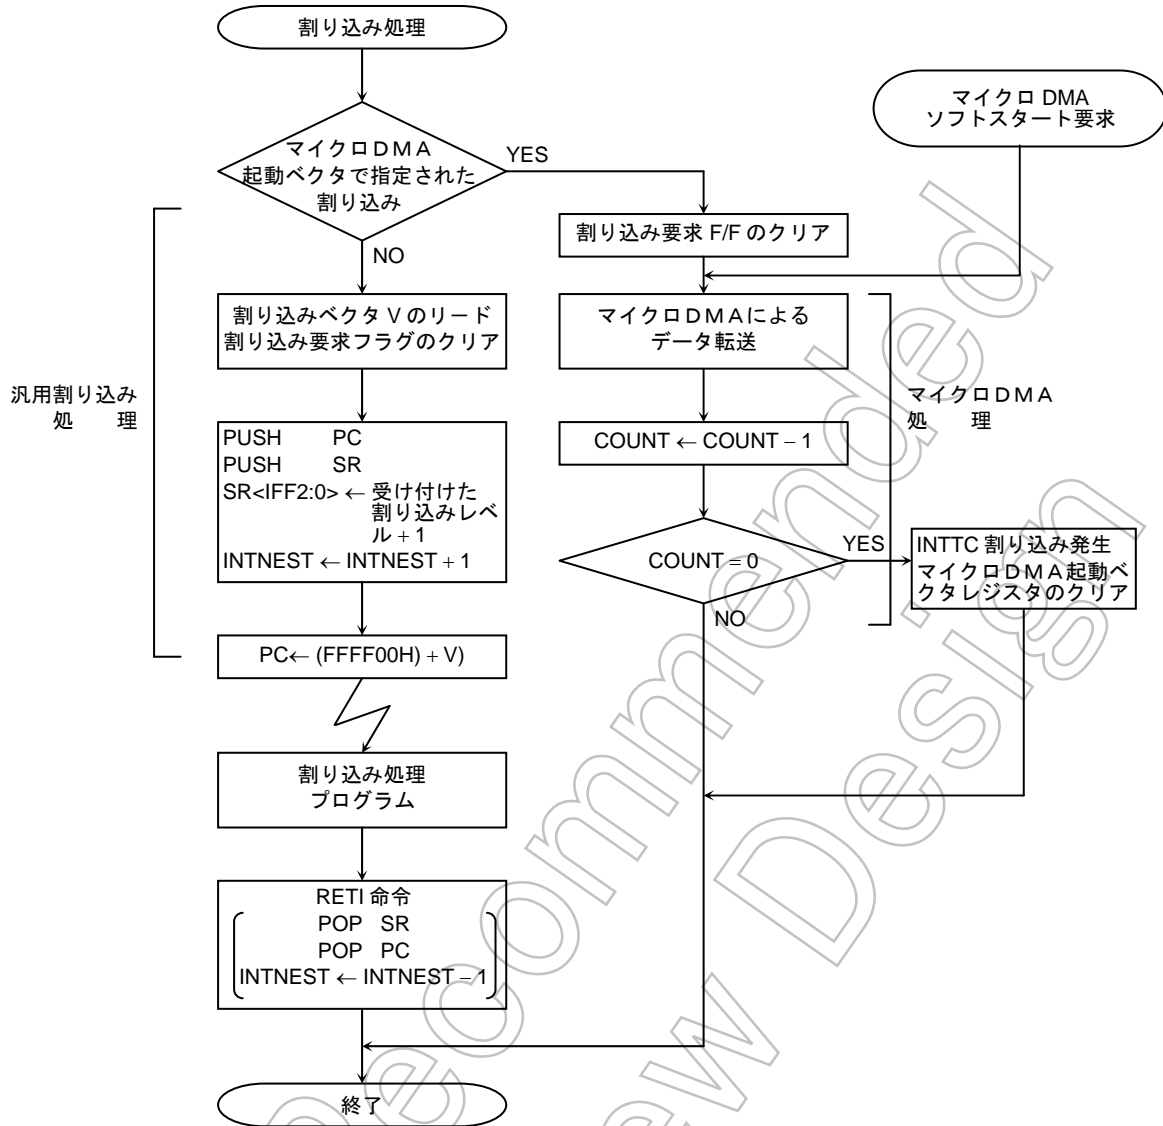 割り込み処理
マイクロ DMA
ソフトスタート要求
マイクロDMA
起動ベクタで指定された
割り込み
YES
NO
割り込み要求 F/F のクリア
汎用割り込み
処　理
割り込みベクタ V のリード
割り込み要求フラグのクリア
マイクロDMAによる
データ転送
マイクロDMA
処　理
PUSH PC
PUSH SR
SR<IFF2:0> ← 受け付けた
割り込みレベ
ル + 1
INTNEST ← INTNEST + 1
COUNT ← COUNT − 1
COUNT = 0
YES
NO
INTTC 割り込み発生
マイクロDMA起動ベ
クタレジスタのクリア
PC← (FFFF00H) + V)
割り込み処理
プログラム
RETI 命令
POP SR
POP PC
INTNEST ← INTNEST − 1
終了
Recommended
ew Design